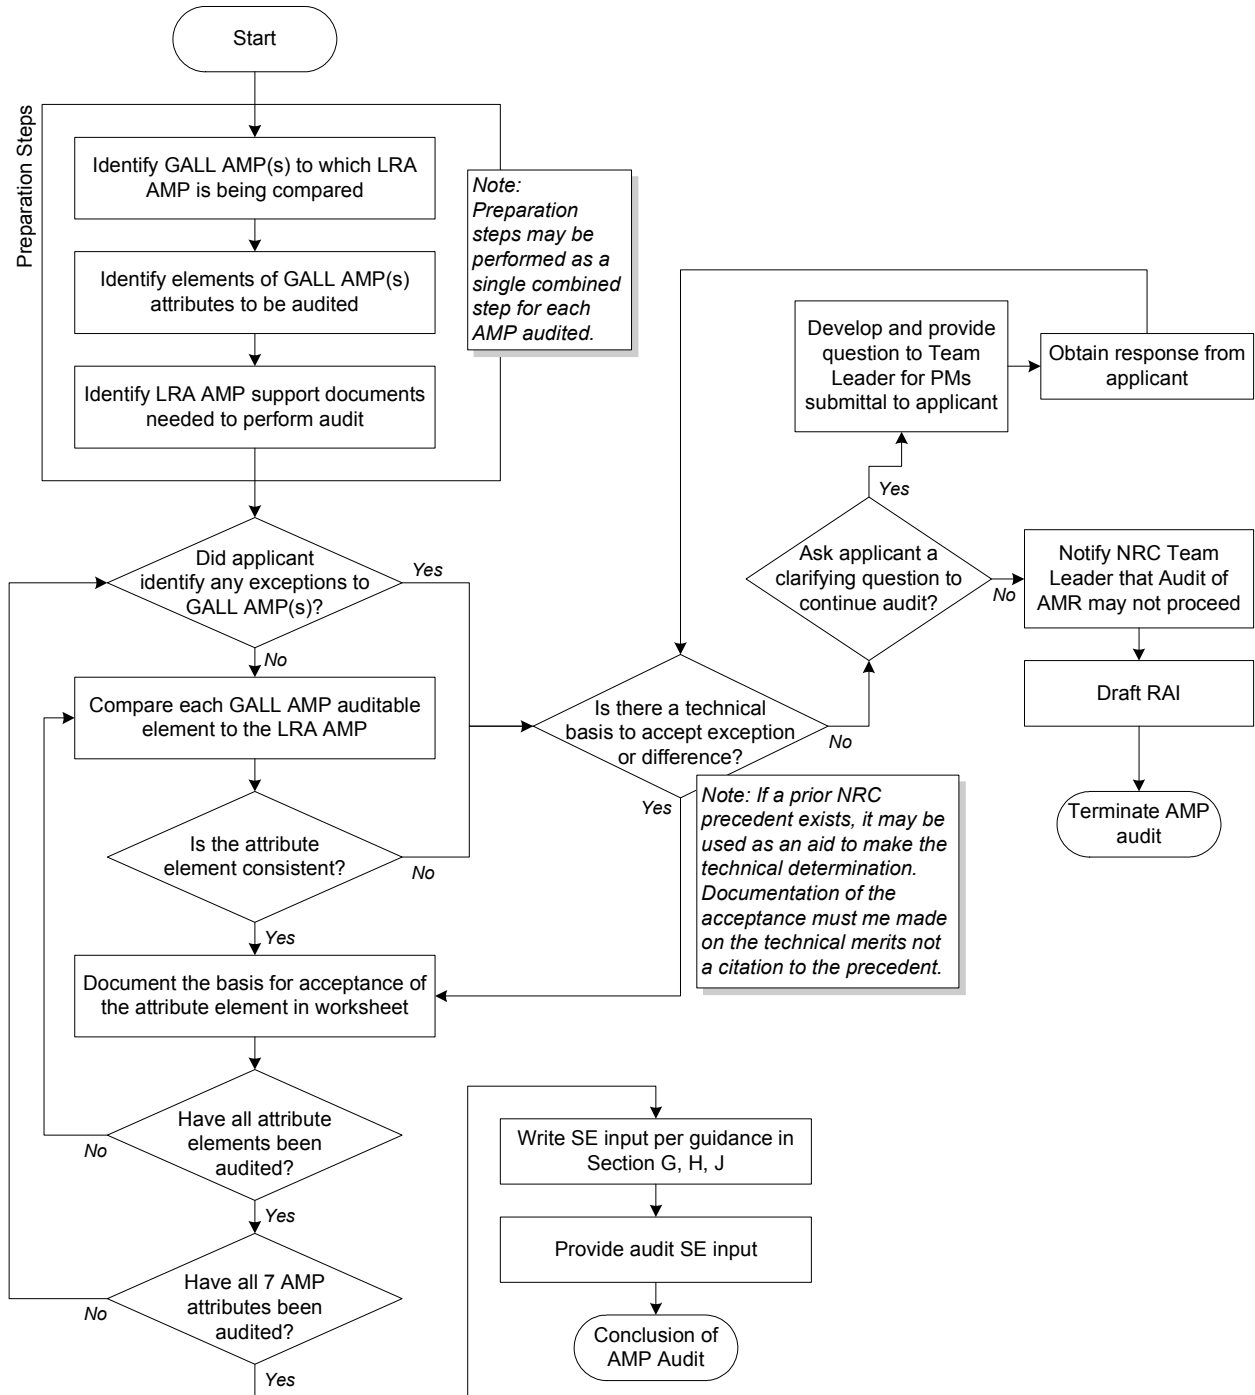 Start
Preparation Steps
Identify GALL AMP(s) to which LRA
AMP is being compared
Identify elements of GALL AMP(s)
attributes to be audited
Identify LRA AMP support documents
needed to perform audit
Note:
Preparation
steps may be
performed as a
single combined
step for each
AMP audited.
Did applicant
identify any exceptions to
GALL AMP(s)?
Yes
No
Compare each GALL AMP auditable
element to the LRA AMP
Is the attribute
element consistent?
No
Yes
Document the basis for acceptance of
the attribute element in worksheet
Have all attribute
elements been
audited?
No
Yes
Have all 7 AMP
attributes been
audited?
No
Yes
Develop and provide
question to Team
Leader for PMs
submittal to applicant
Obtain response from
applicant
Yes
Ask applicant a
clarifying question to
continue audit?
No
Notify NRC Team
Leader that Audit of
AMR may not proceed
Draft RAI
Terminate AMP
audit
Is there a technical
basis to accept exception
or difference?
No
Yes
Note: If a prior NRC
precedent exists, it may be
used as an aid to make the
technical determination.
Documentation of the
acceptance must me made
on the technical merits not
a citation to the precedent.
Write SE input per guidance in
Section G, H, J
Provide audit SE input
Conclusion of
AMP Audit